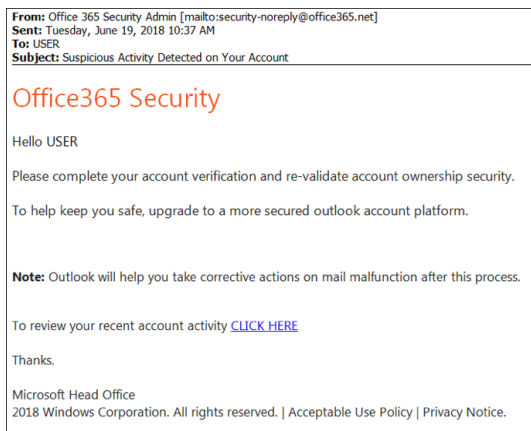 From: Office 365 Security Admin [mailto:security-noreply@office365.net]
Sent: Tuesday, June 19, 2018 10:37 AM
To: USER
Subject: Suspicious Activity Detected on Your Account
Office365 Security
Hello USER
Please complete your account verification and re-validate account ownership security.
To help keep you safe, upgrade to a more secured outlook account platform.
Note: Outlook will help you take corrective actions on mail malfunction after this process.
To review your recent account activity CLICK HERE
Thanks.
Microsoft Head Office
2018 Windows Corporation. All rights reserved. | Acceptable Use Policy | Privacy Notice.